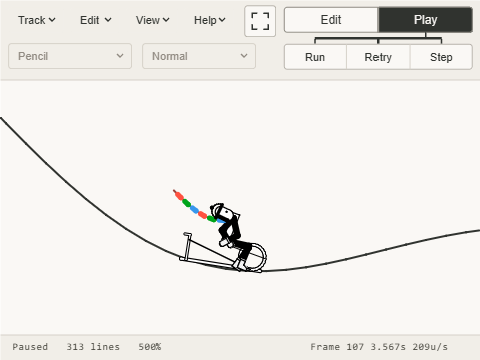 Track Edit View Help Edit Play
Pencil Normal Run Retry Step
Paused 313 lines 500% Frame 107 3.567s 209u/s